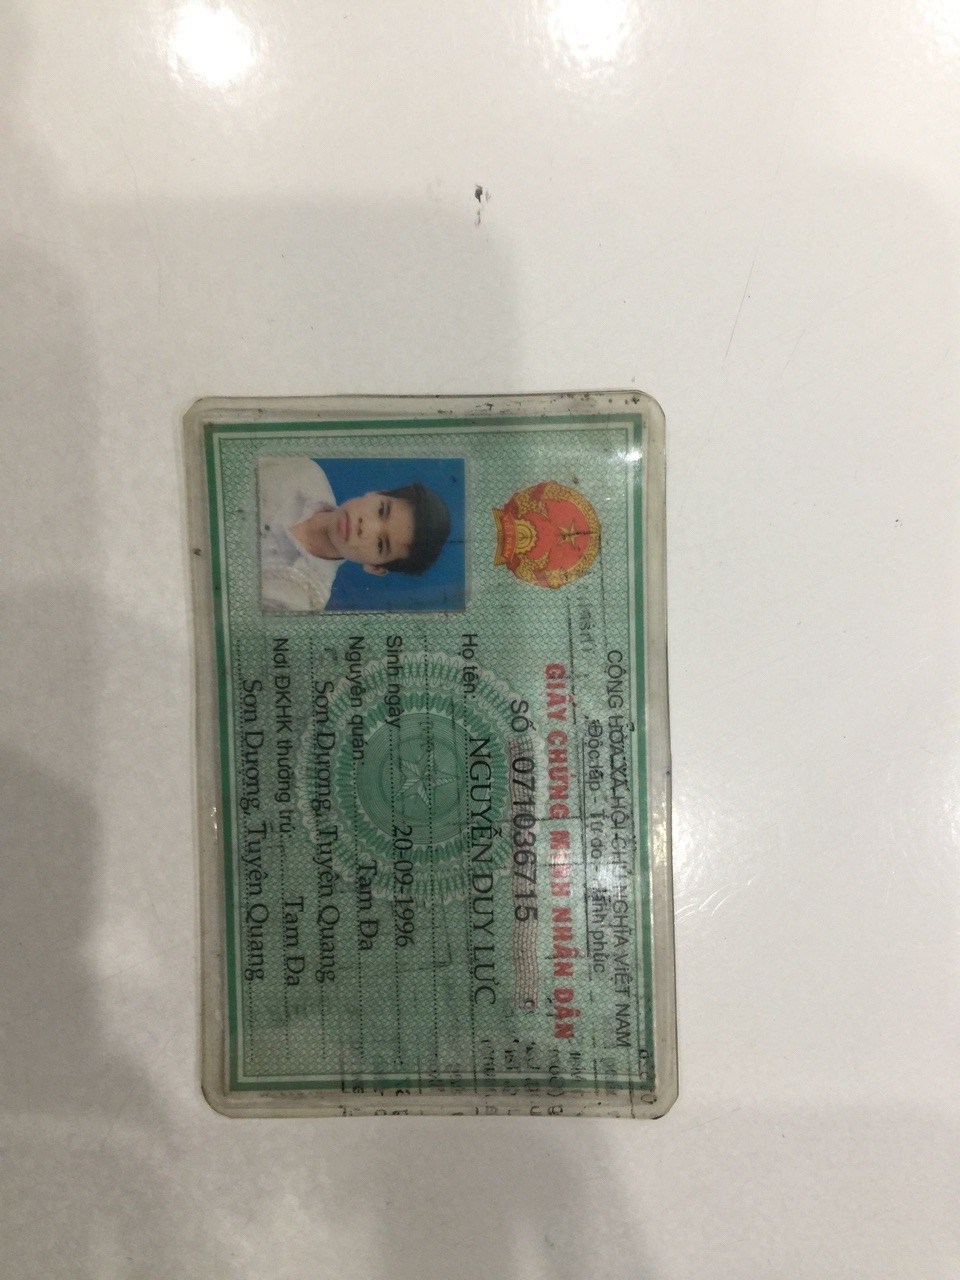 CỘNG HÒA XÃ HỘI CHỦ NGHĨA VIỆT NAM
Độc lập - Tự do - Hạnh phúc
GIẤY CHỨNG MINH NHÂN DÂN
SỐ 071036715
Họ tên: NGUYỄN DUY LỰC
Sinh ngày 20-09-1996
Nguyên quán: Tam Đa
Sơn Dương, Tuyên Quang
Nơi ĐKHK thường trú: Tam Đa
Sơn Dương, Tuyên Quang